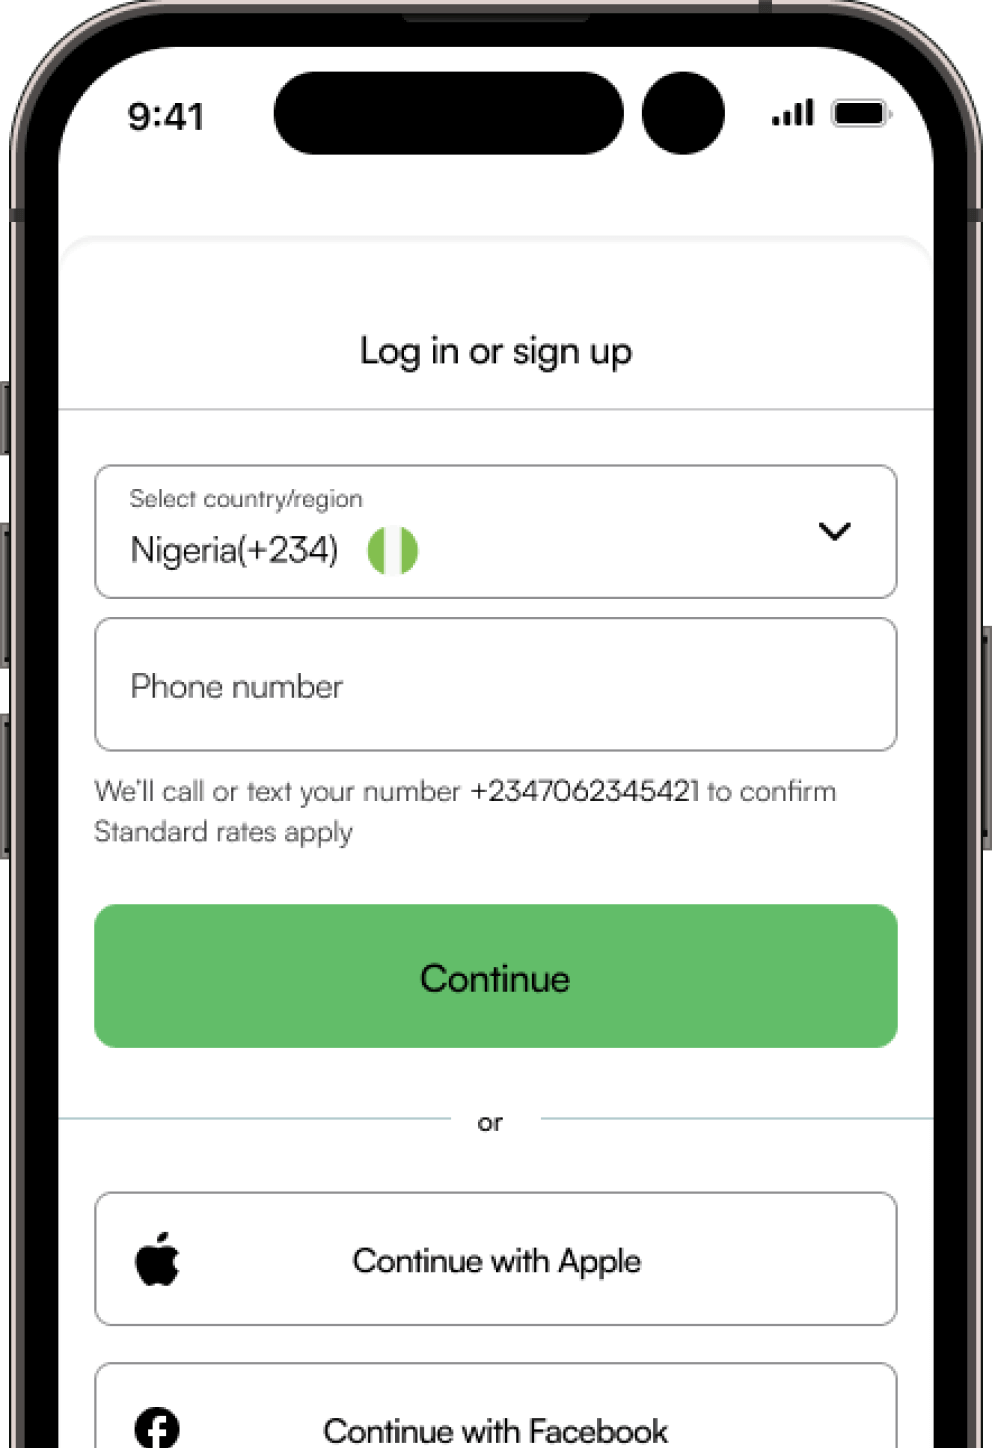 9:41
Log in or sign up
Select country/region
Nigeria(+234)
Phone number
We'll call or text your number +2347062345421 to confirm
Standard rates apply
Continue
or
Continue with Apple
Continue with Facebook